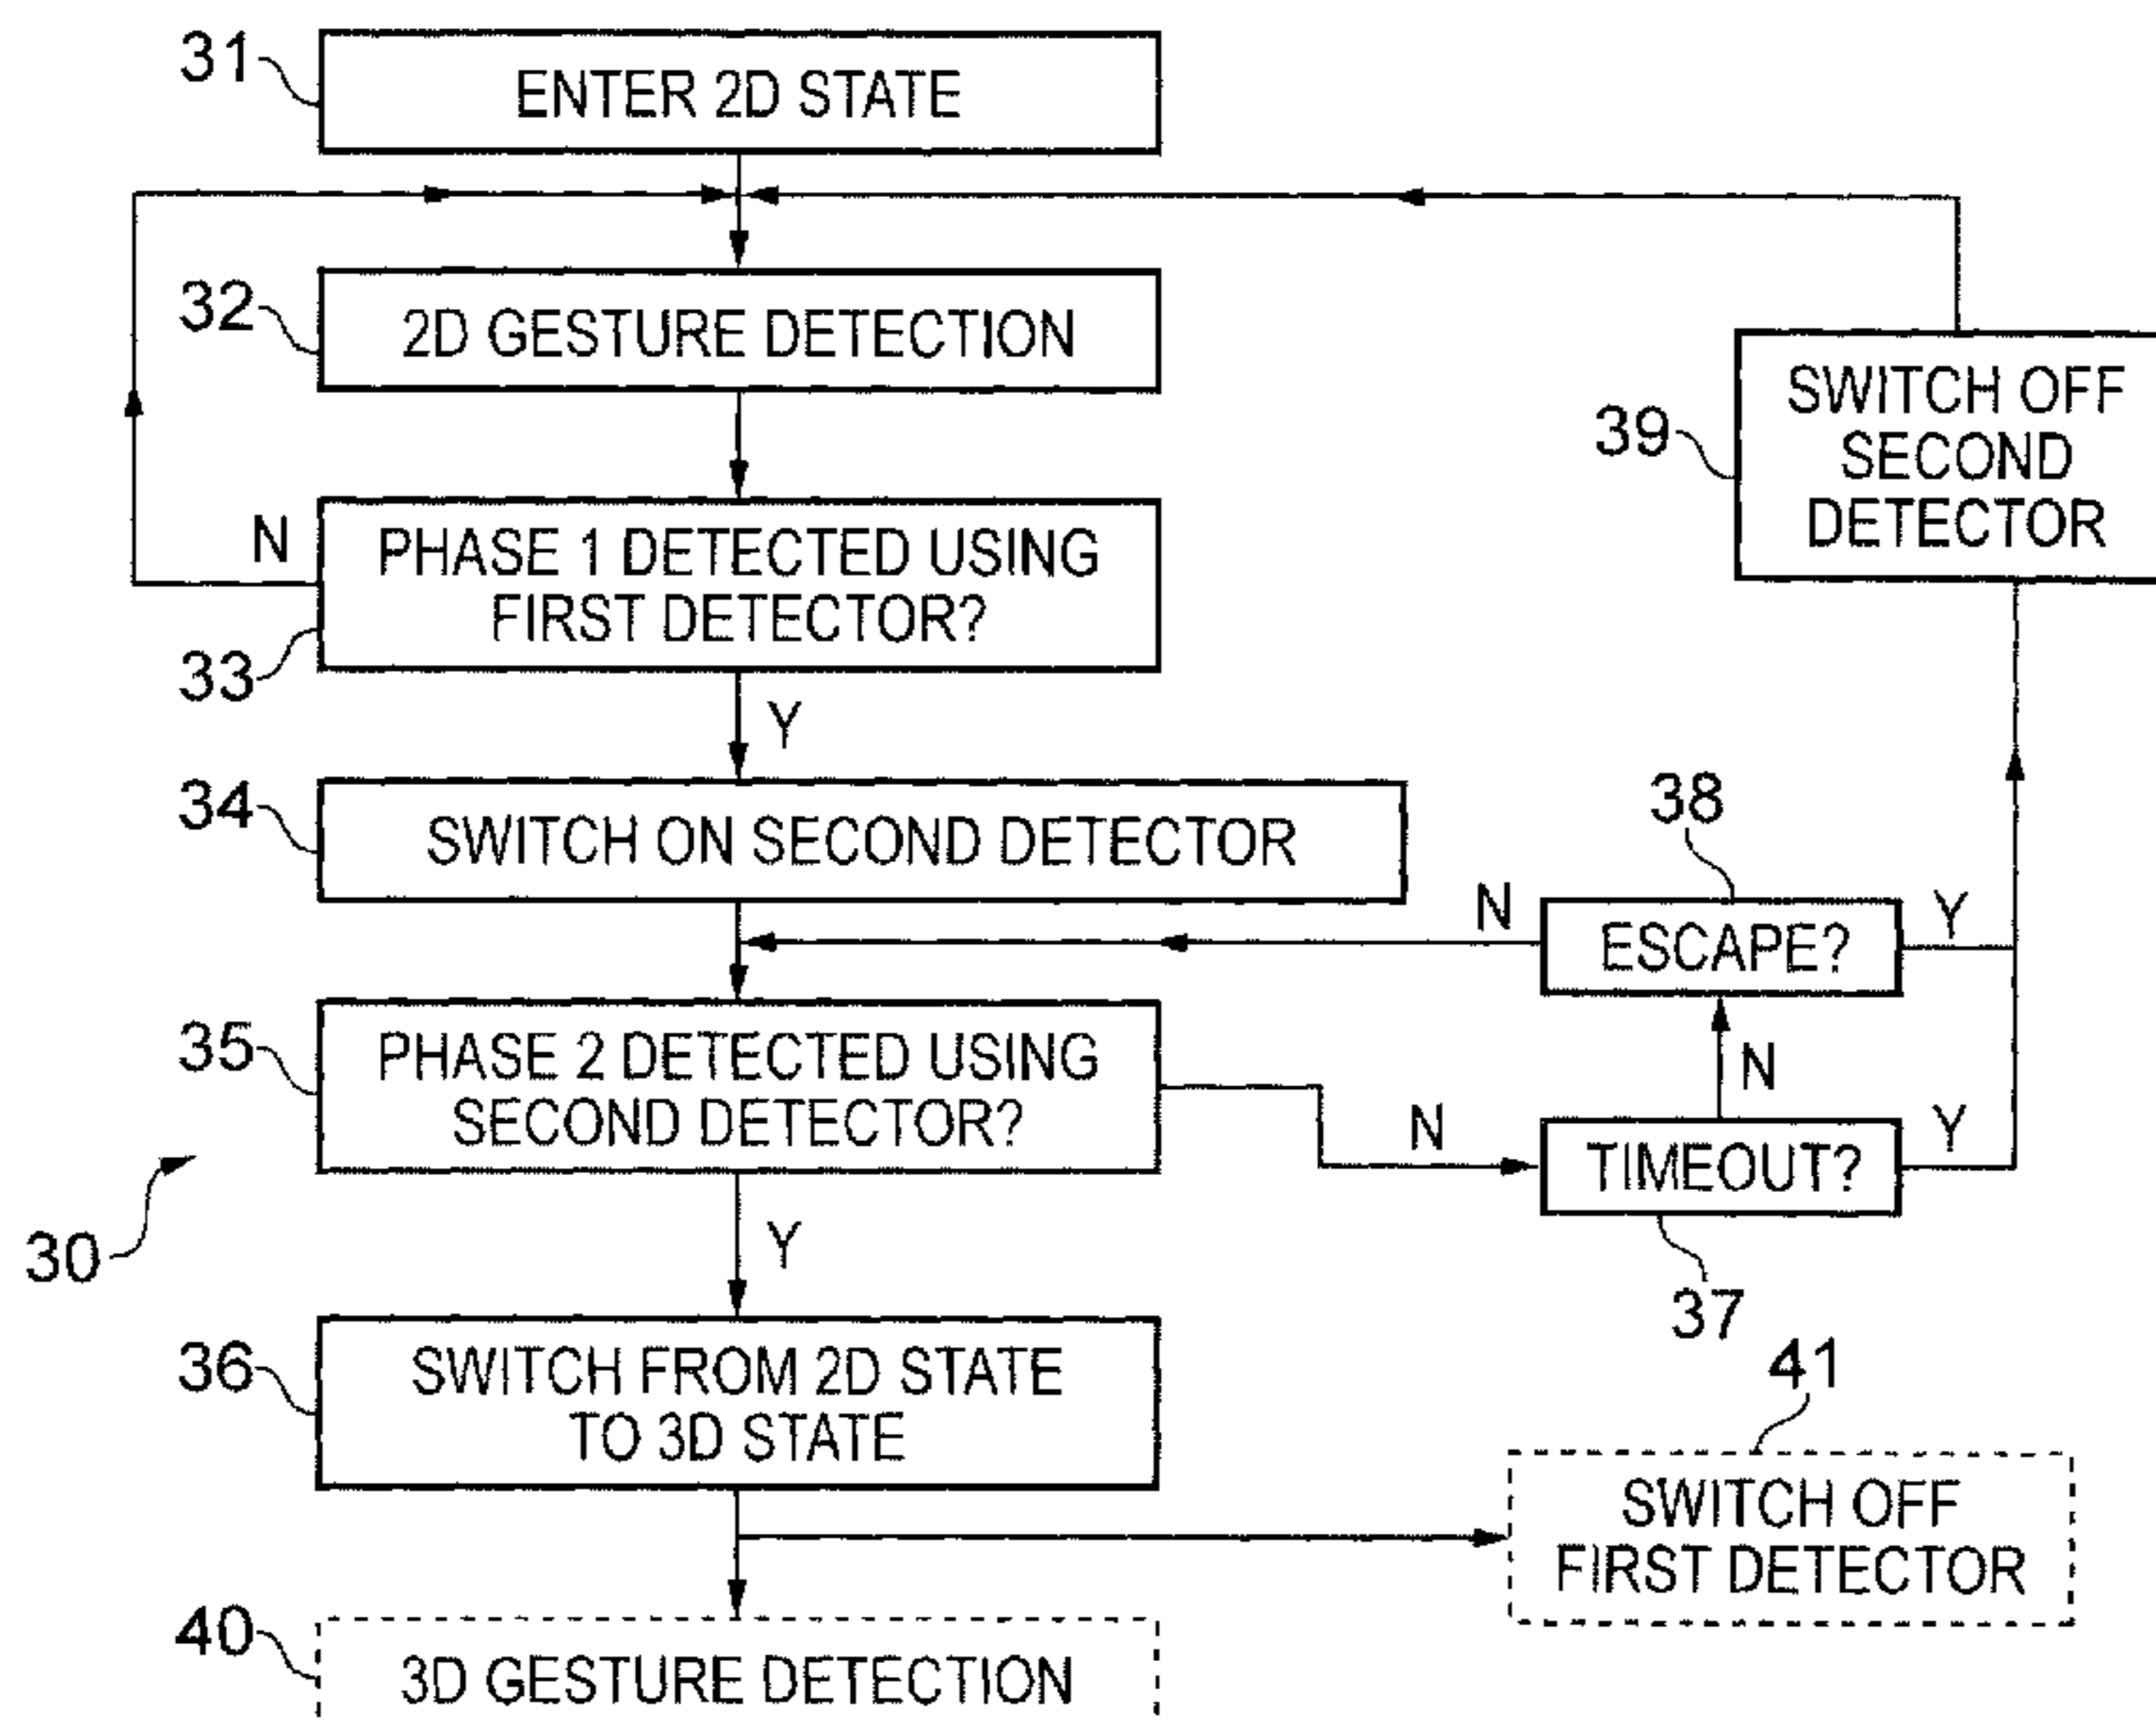 31
ENTER 2D STATE
32
2D GESTURE DETECTION
39
SWITCH OFF
SECOND
DETECTOR
N
33
PHASE 1 DETECTED USING
FIRST DETECTOR?
Y
34
SWITCH ON SECOND DETECTOR
38
N
ESCAPE?
Y
35
PHASE 2 DETECTED USING
SECOND DETECTOR?
N
N
TIMEOUT?
Y
37
30
Y
36
SWITCH FROM 2D STATE
TO 3D STATE
41
SWITCH OFF
FIRST DETECTOR
40
3D GESTURE DETECTION